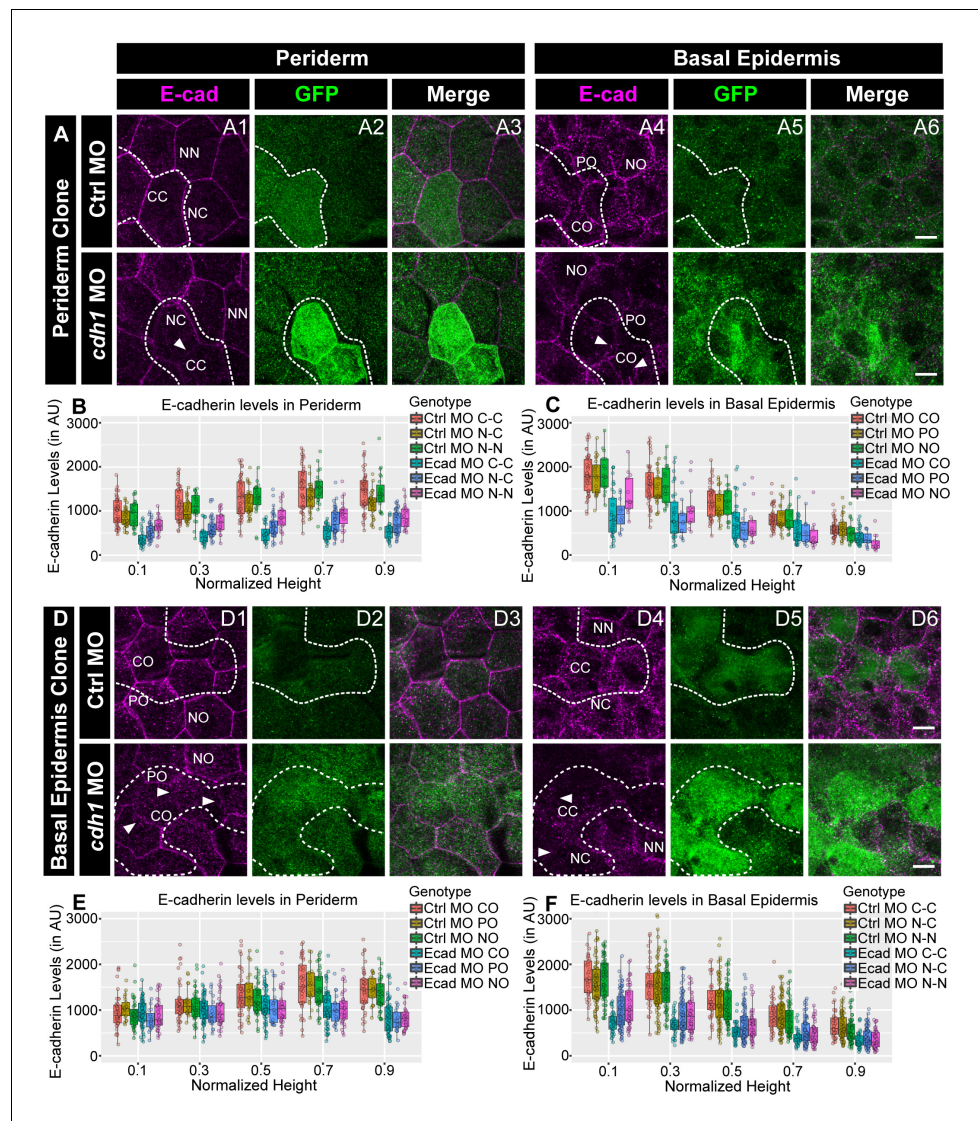 Periderm
Basal Epidermis
E-cad GFP Merge E-cad GFP Merge
Periderm Clone
A
Ctrl MO
A1 A2 A3 A4 A5 A6
NN
CC
NC
PO
NO
CO
cdh1 MO
NC
NN
CC
NO
PO
CO
B
E-cadherin levels in Periderm
Genotype
Ctrl MO C-C
Ctrl MO N-C
Ctrl MO N-N
Ecad MO C-C
Ecad MO N-C
Ecad MO N-N
E-cadherin Levels (in AU)
3000
2000
1000
0
0.1 0.3 0.5 0.7 0.9
Normalized Height
C
E-cadherin levels in Basal Epidermis
Genotype
Ctrl MO CO
Ctrl MO PO
Ctrl MO NO
Ecad MO CO
Ecad MO PO
Ecad MO NO
E-cadherin Levels (in AU)
3000
2000
1000
0
0.1 0.3 0.5 0.7 0.9
Normalized Height
Basal Epidermis Clone
D
Ctrl MO
D1 D2 D3 D4 D5 D6
CO
PO
NO
NN
CC
NC
cdh1 MO
NO
PO
CO
CC
NC
NN
E
E-cadherin levels in Periderm
Genotype
Ctrl MO CO
Ctrl MO PO
Ctrl MO NO
Ecad MO CO
Ecad MO PO
Ecad MO NO
E-cadherin Levels (in AU)
3000
2000
1000
0
0.1 0.3 0.5 0.7 0.9
Normalized Height
F
E-cadherin levels in Basal Epidermis
Genotype
Ctrl MO C-C
Ctrl MO N-C
Ctrl MO N-N
Ecad MO C-C
Ecad MO N-C
Ecad MO N-N
E-cadherin Levels (in AU)
3000
2000
1000
0
0.1 0.3 0.5 0.7 0.9
Normalized Height